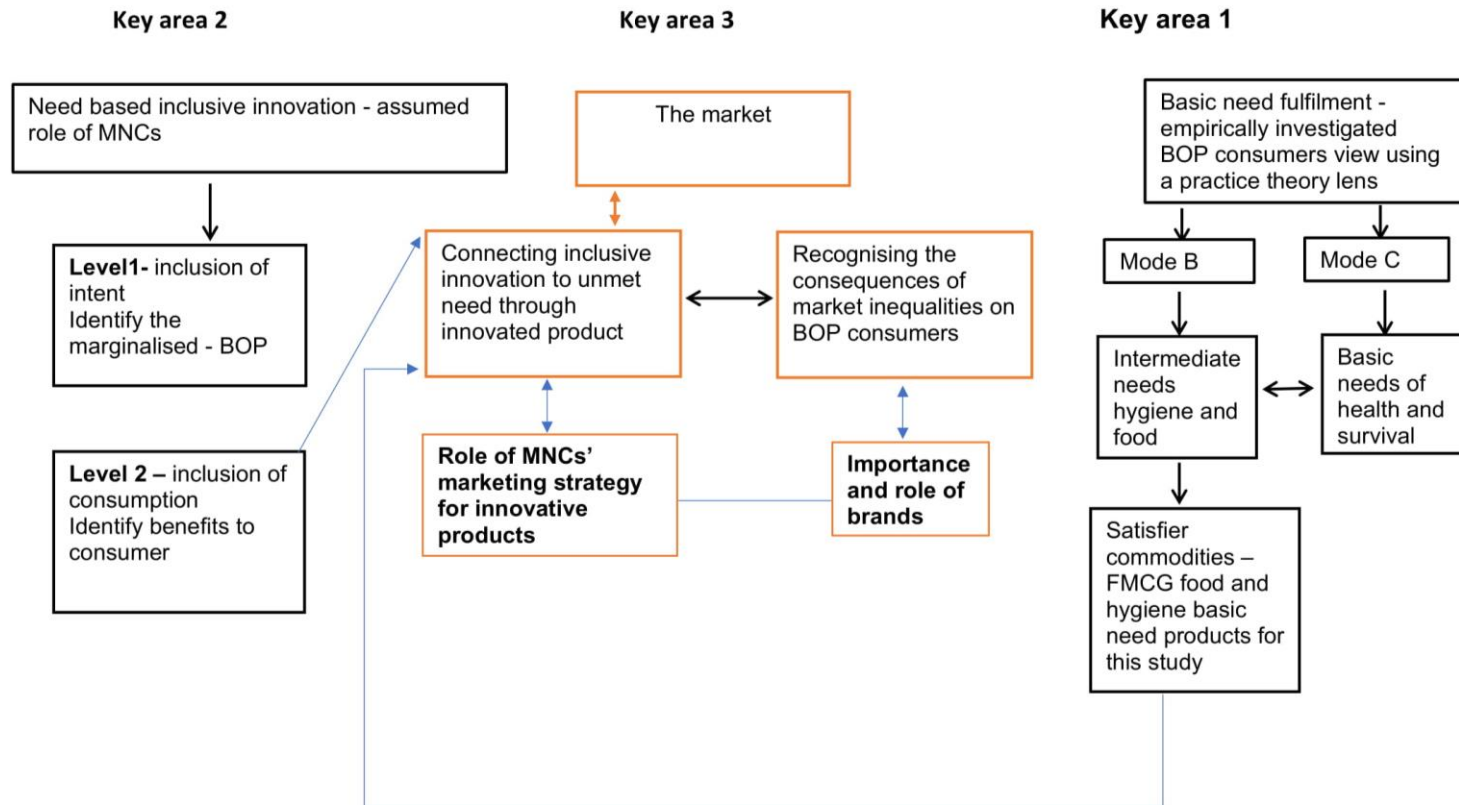 Key area 2
Key area 3
Key area 1
Need based inclusive innovation - assumed
role of MNCs
Level1- inclusion of
intent
Identify the
marginalised - BOP
Level 2 – inclusion of
consumption
Identify benefits to
consumer
The market
Connecting inclusive
innovation to unmet
need through
innovated product
Recognising the
consequences of
market inequalities on
BOP consumers
Role of MNCs’
marketing strategy
for innovative
products
Importance
and role of
brands
Basic need fulfilment -
empirically investigated
BOP consumers view using
a practice theory lens
Mode B
Mode C
Intermediate
needs
hygiene and
food
Basic
needs of
health and
survival
Satisfier
commodities –
FMCG food and
hygiene basic
need products for
this study